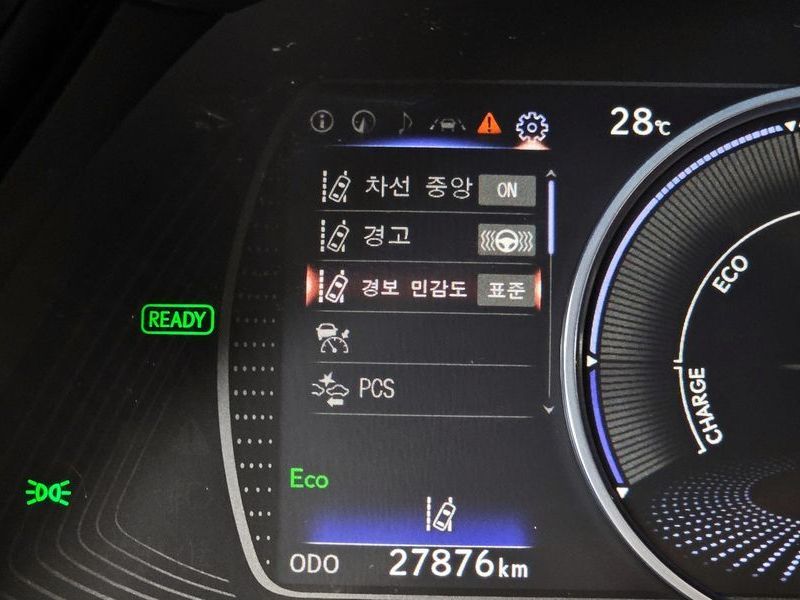 28℃
차선 중앙 ON
경고
경보 민감도 표준
READY
PCS
ECO
CHARGE
Eco
ODO 27876km